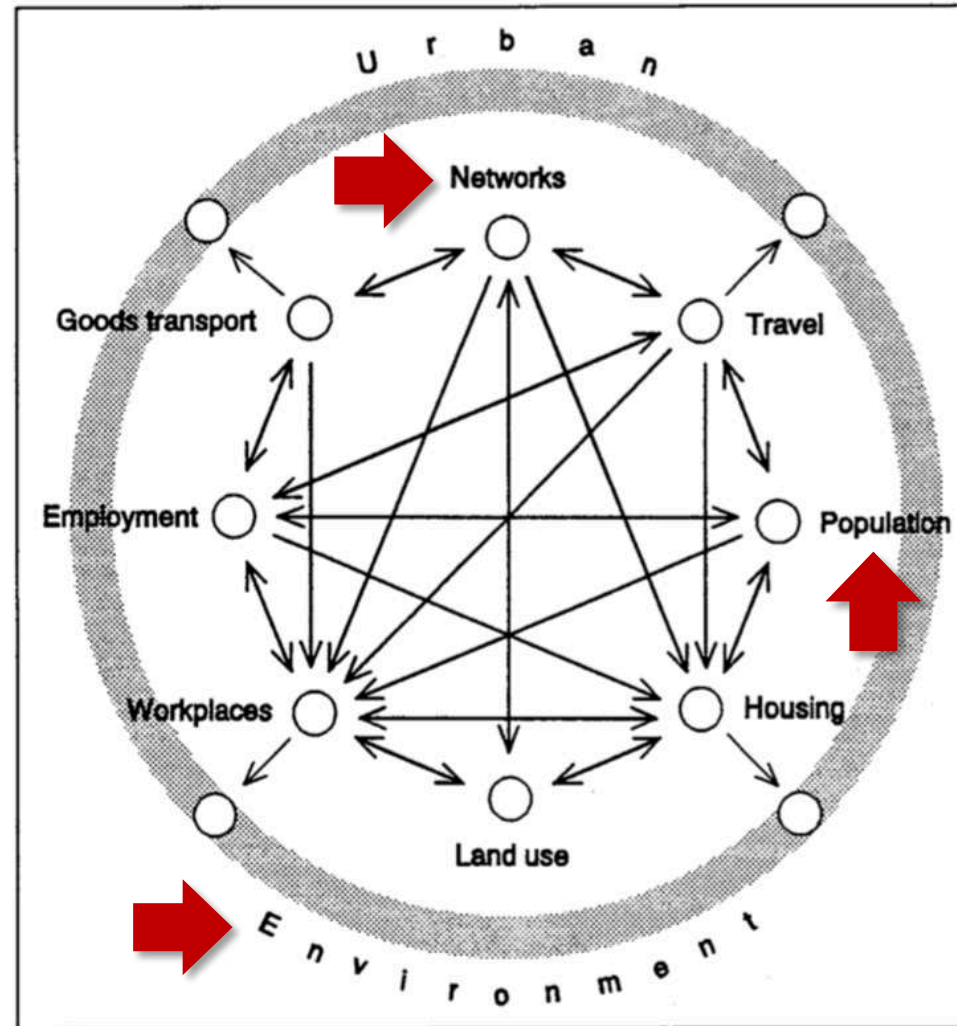 Urban
Networks
Goods transport
Travel
Employment
Population
Workplaces
Housing
Land use
Environment